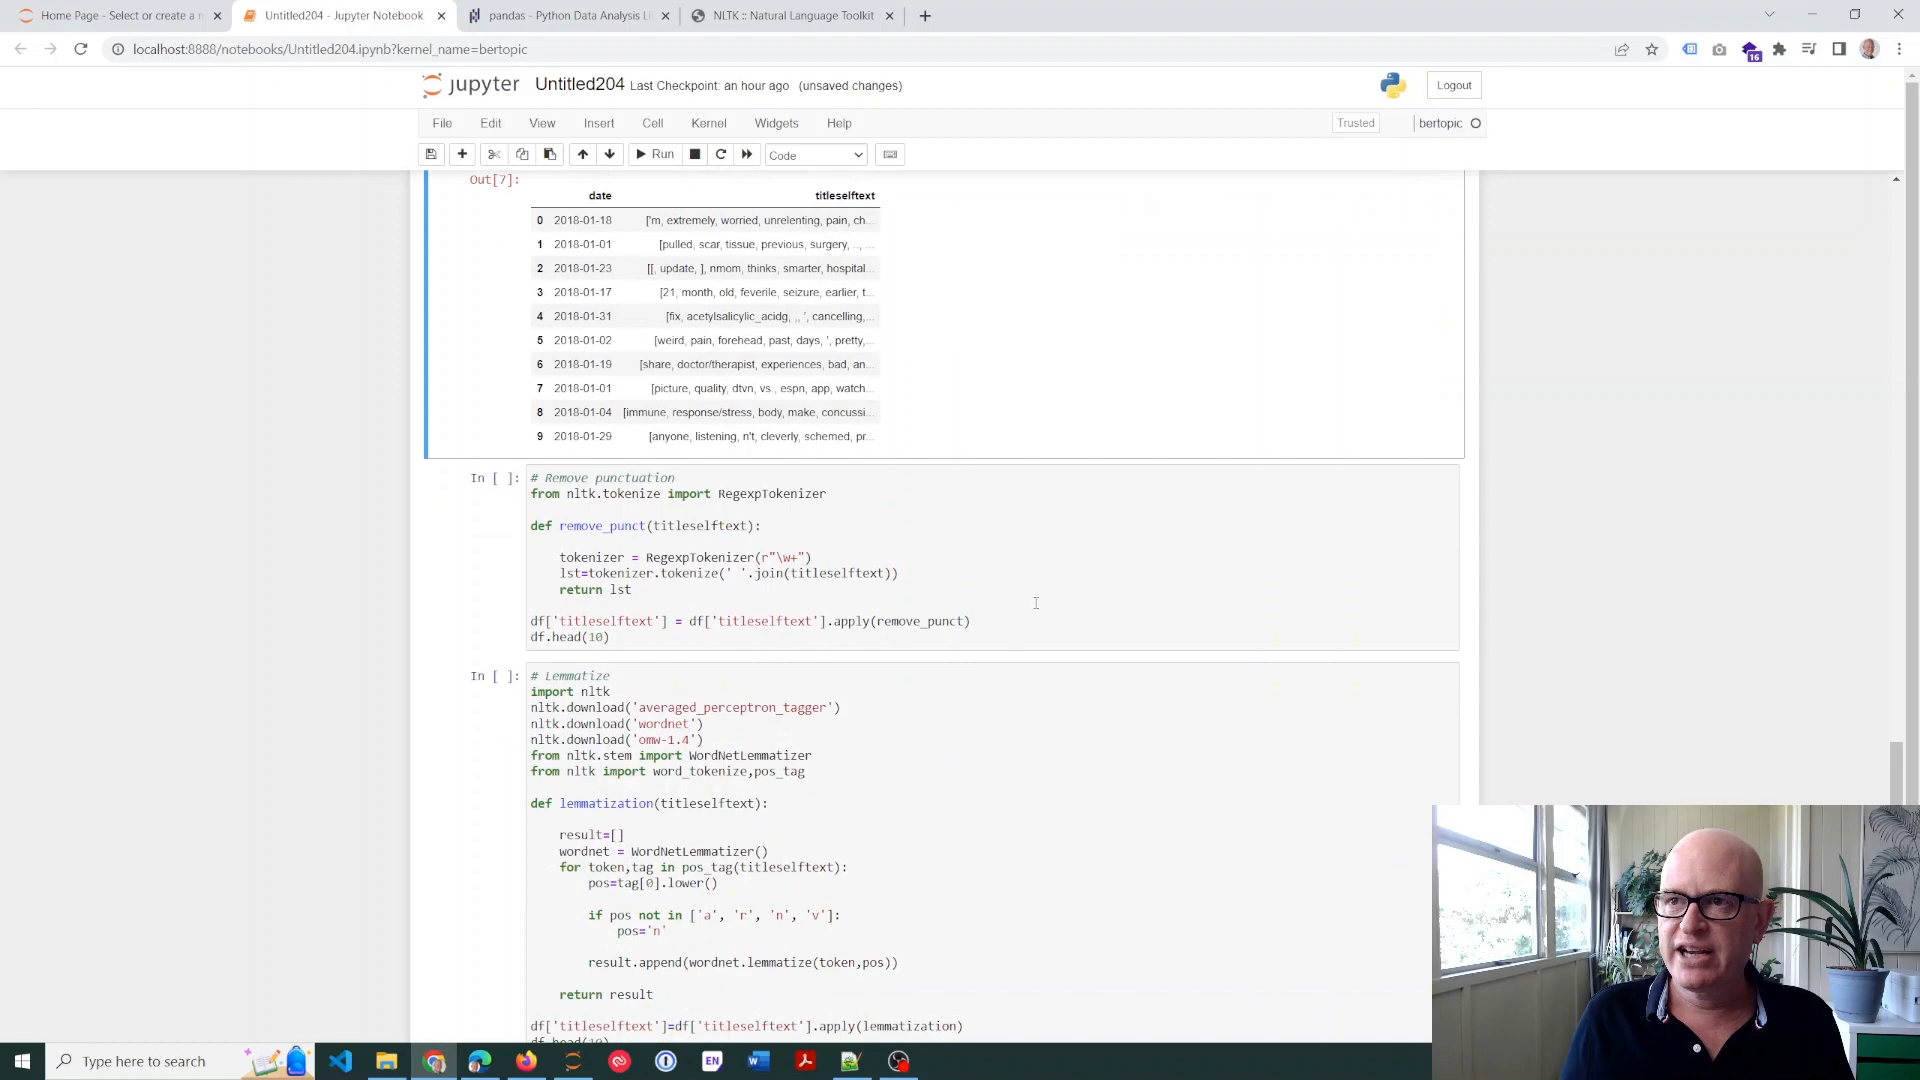 Home Page - Select or create a n
Untitled204 - Jupyter Notebook
pandas - Python Data Analysis Li
NLTK :: Natural Language Toolkit
localhost:8888/notebooks/Untitled204.ipynb?kernel_name=bertopic
16
jupyter Untitled204 Last Checkpoint: an hour ago (unsaved changes)
Logout
File Edit View Insert Cell Kernel Widgets Help
Trusted
bertopic
Run
Code
Out[7]:
date titleselftext
0 2018-01-18 ['m, extremely, worried, unrelenting, pain, ch...
1 2018-01-01 [pulled, scar, tissue, previous, surgery, .., ...
2 2018-01-23 [[, update, ], nmom, thinks, smarter, hospital...
3 2018-01-17 [21, month, old, feverile, seizure, earlier, t...
4 2018-01-31 [fix, acetylsalicylic_acidg, ,, ', cancelling,...
5 2018-01-02 [weird, pain, forehead, past, days, ', pretty,...
6 2018-01-19 [share, doctor/therapist, experiences, bad, an...
7 2018-01-01 [picture, quality, dtvn, vs., espn, app, watch...
8 2018-01-04 [immune, response/stress, body, make, concussi...
9 2018-01-29 [anyone, listening, n't, cleverly, schemed, pr...
In [ ]:
# Remove punctuation
from nltk.tokenize import RegexpTokenizer
def remove_punct(titleselftext):
tokenizer = RegexpTokenizer(r"\w+")
lst=tokenizer.tokenize(' '.join(titleselftext))
return lst
df['titleselftext'] = df['titleselftext'].apply(remove_punct)
df.head(10)
In [ ]:
# Lemmatize
import nltk
nltk.download('averaged_perceptron_tagger')
nltk.download('wordnet')
nltk.download('omw-1.4')
from nltk.stem import WordNetLemmatizer
from nltk import word_tokenize,pos_tag
def lemmatization(titleselftext):
result=[]
wordnet = WordNetLemmatizer()
for token,tag in pos_tag(titleselftext):
pos=tag[0].lower()
if pos not in ['a', 'r', 'n', 'v']:
pos='n'
result.append(wordnet.lemmatize(token,pos))
return result
df['titleselftext']=df['titleselftext'].apply(lemmatization)
df.head(10)
Type here to search
EN